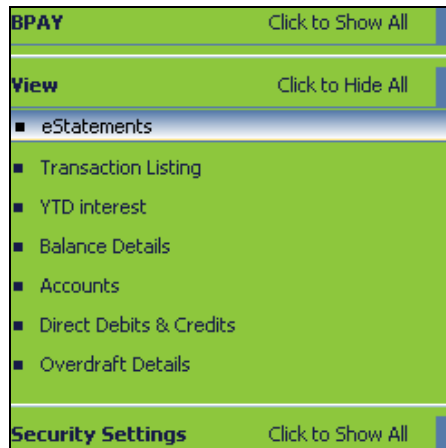 BPAY Click to Show All
View Click to Hide All
eStatements
Transaction Listing
YTD interest
Balance Details
Accounts
Direct Debits & Credits
Overdraft Details
Security Settings Click to Show All